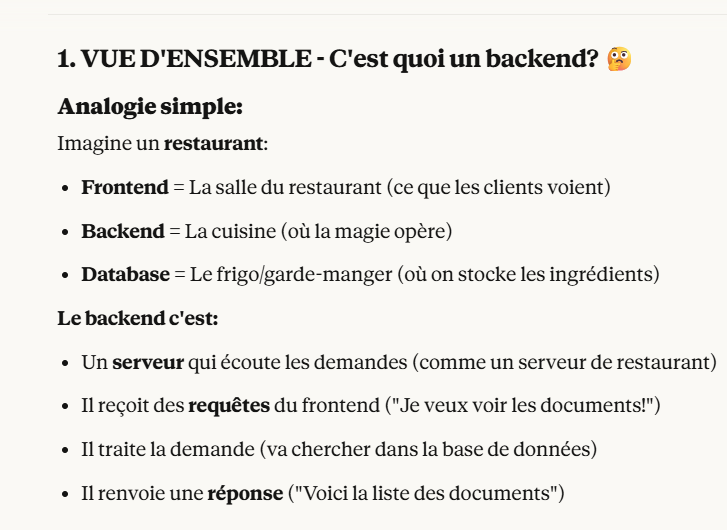 1. VUE D'ENSEMBLE - C'est quoi un backend? 🤔
Analogie simple:
Imagine un restaurant:
• Frontend = La salle du restaurant (ce que les clients voient)
• Backend = La cuisine (où la magie opère)
• Database = Le frigo/garde-manger (où on stocke les ingrédients)
Le backend c'est:
• Un serveur qui écoute les demandes (comme un serveur de restaurant)
• Il reçoit des requêtes du frontend ("Je veux voir les documents!")
• Il traite la demande (va chercher dans la base de données)
• Il renvoie une réponse ("Voici la liste des documents")